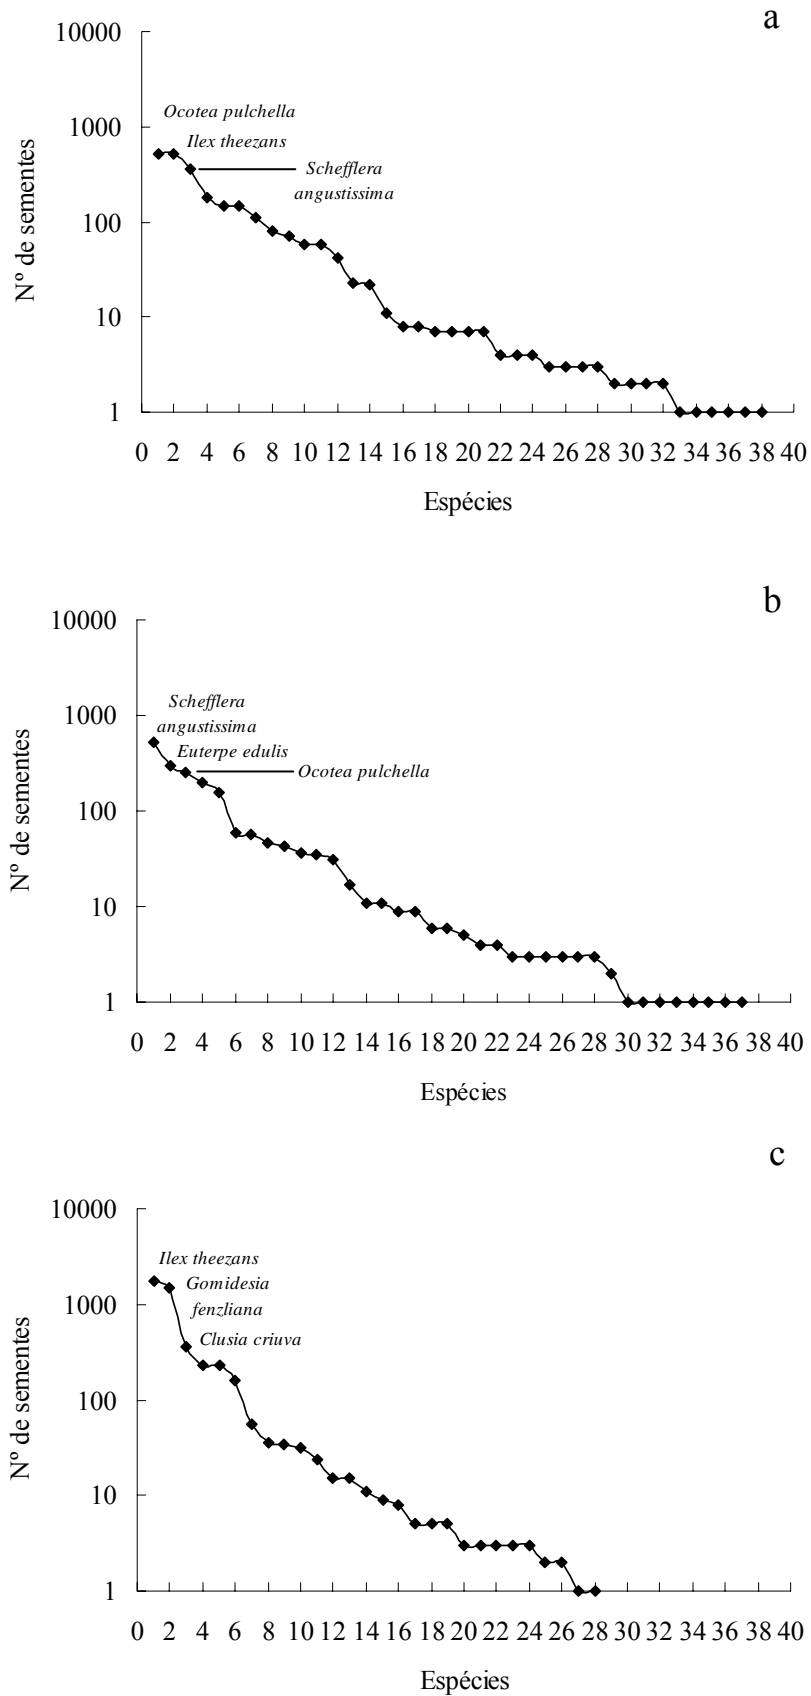 a
10000
Ocotea pulchella
1000
Ilex theezans
Schefflera
angustissima
100
10
1
Nº de sementes
0 2 4 6 8 10 12 14 16 18 20 22 24 26 28 30 32 34 36 38 40
Espécies
b
10000
Schefflera
1000
angustissima
Euterpe edulis
Ocotea pulchella
100
10
1
Nº de sementes
0 2 4 6 8 10 12 14 16 18 20 22 24 26 28 30 32 34 36 38 40
Espécies
c
10000
Ilex theezans
Gomidesia
1000
fenzliana
Clusia criuva
100
10
1
Nº de sementes
0 2 4 6 8 10 12 14 16 18 20 22 24 26 28 30 32 34 36 38 40
Espécies